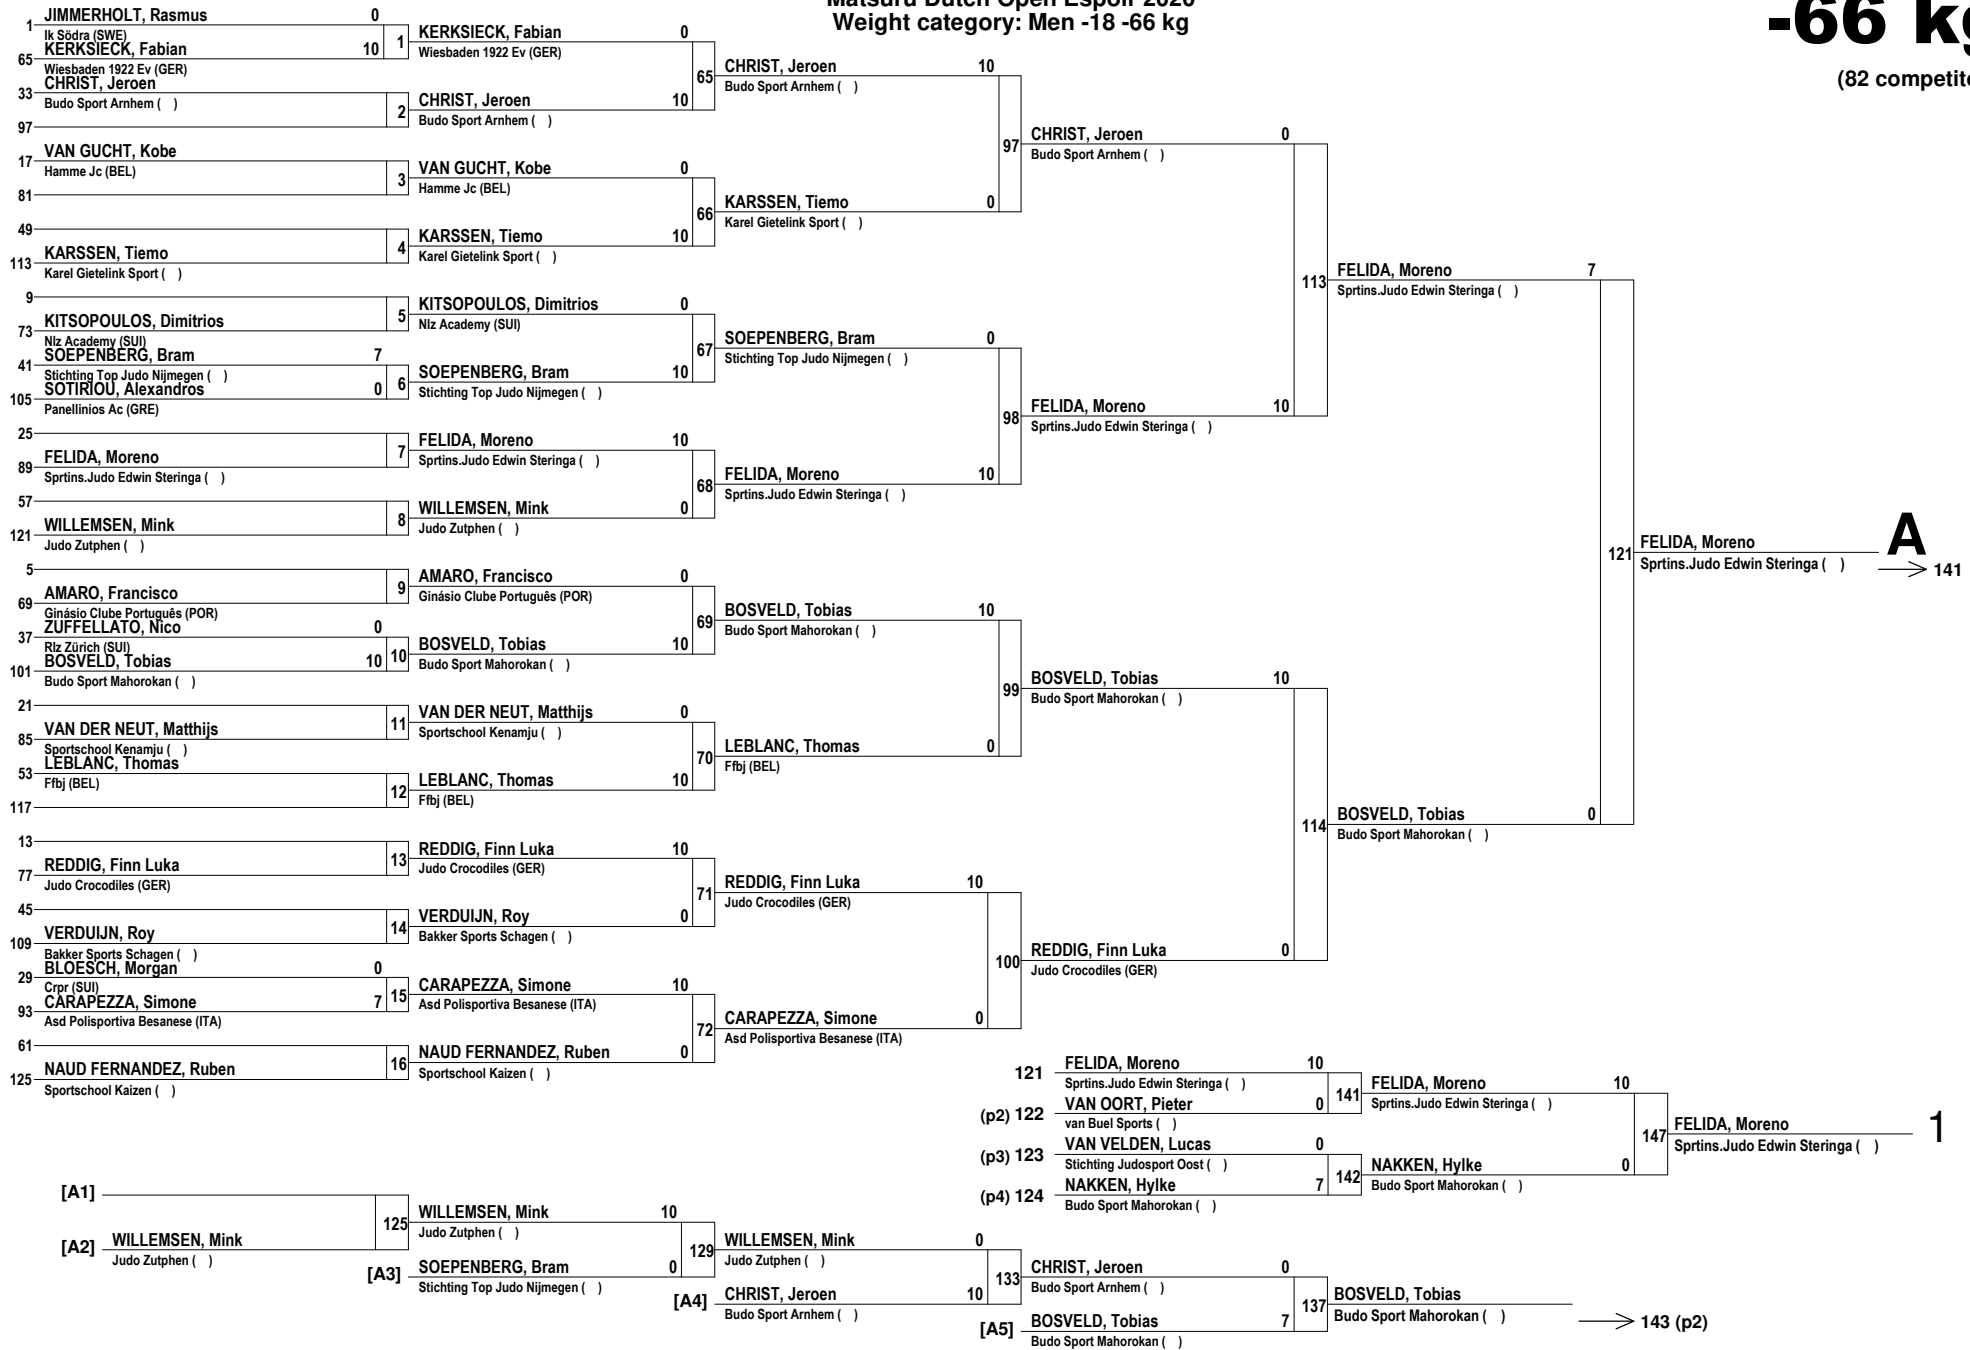 Matsuru Dutch Open Espoir 2020
Weight category: Men -18 -66 kg
-66 kg
(82 competit
1 JIMMERHOLT, Rasmus 0
Ik Södra (SWE)
65 KERKSIECK, Fabian 10
Wiesbaden 1922 Ev (GER)
1
33 CHRIST, Jeroen
Budo Sport Arnhem ( )
97
2
17 VAN GUCHT, Kobe
Hamme Jc (BEL)
81
3
49
113 KARSSEN, Tiemo
Karel Gietelink Sport ( )
4
9
73 KITSOPOULOS, Dimitrios
Nlz Academy (SUI)
5
41 SOEPENBERG, Bram 7
Stichting Top Judo Nijmegen ( )
105 SOTIRIOU, Alexandros 0
Panellinios Ac (GRE)
6
25
89 FELIDA, Moreno
Sprtins.Judo Edwin Steringa ( )
7
57
121 WILLEMSEN, Mink
Judo Zutphen ( )
8
5
69 AMARO, Francisco
Ginásio Clube Português (POR)
9
37 ZUFFELLATO, Nico 0
Rlz Zürich (SUI)
101 BOSVELD, Tobias 10
Budo Sport Mahorokan ( )
10
21
85 VAN DER NEUT, Matthijs
Sportschool Kenamju ( )
11
53 LEBLANC, Thomas
Ffbj (BEL)
117
12
13
77 REDDIG, Finn Luka
Judo Crocodiles (GER)
13
45
109 VERDUIJN, Roy
Bakker Sports Schagen ( )
14
29 BLOESCH, Morgan 0
Crpr (SUI)
93 CARAPEZZA, Simone 7
Asd Polisportiva Besanese (ITA)
15
61
125 NAUD FERNANDEZ, Ruben
Sportschool Kaizen ( )
16
KERKSIECK, Fabian 0
Wiesbaden 1922 Ev (GER)
65
CHRIST, Jeroen 10
Budo Sport Arnhem ( )
VAN GUCHT, Kobe 0
Hamme Jc (BEL)
66
KARSSEN, Tiemo 10
Karel Gietelink Sport ( )
KITSOPOULOS, Dimitrios 0
Nlz Academy (SUI)
67
SOEPENBERG, Bram 10
Stichting Top Judo Nijmegen ( )
FELIDA, Moreno 10
Sprtins.Judo Edwin Steringa ( )
68
WILLEMSEN, Mink 0
Judo Zutphen ( )
AMARO, Francisco 0
Ginásio Clube Português (POR)
69
BOSVELD, Tobias 10
Budo Sport Mahorokan ( )
VAN DER NEUT, Matthijs 0
Sportschool Kenamju ( )
70
LEBLANC, Thomas 10
Ffbj (BEL)
REDDIG, Finn Luka 10
Judo Crocodiles (GER)
71
VERDUIJN, Roy 0
Bakker Sports Schagen ( )
CARAPEZZA, Simone 10
Asd Polisportiva Besanese (ITA)
72
NAUD FERNANDEZ, Ruben 0
Sportschool Kaizen ( )
CHRIST, Jeroen 10
Budo Sport Arnhem ( )
97
KARSSEN, Tiemo 0
Karel Gietelink Sport ( )
SOEPENBERG, Bram 0
Stichting Top Judo Nijmegen ( )
98
FELIDA, Moreno 10
Sprtins.Judo Edwin Steringa ( )
BOSVELD, Tobias 10
Budo Sport Mahorokan ( )
99
LEBLANC, Thomas 0
Ffbj (BEL)
REDDIG, Finn Luka 10
Judo Crocodiles (GER)
100
CARAPEZZA, Simone 0
Asd Polisportiva Besanese (ITA)
CHRIST, Jeroen 0
Budo Sport Arnhem ( )
113
FELIDA, Moreno 10
Sprtins.Judo Edwin Steringa ( )
BOSVELD, Tobias 10
Budo Sport Mahorokan ( )
114
REDDIG, Finn Luka 0
Judo Crocodiles (GER)
FELIDA, Moreno 7
Sprtins.Judo Edwin Steringa ( )
121
BOSVELD, Tobias 0
Budo Sport Mahorokan ( )
FELIDA, Moreno
Sprtins.Judo Edwin Steringa ( )
A
141
121 FELIDA, Moreno 10
Sprtins.Judo Edwin Steringa ( )
141
(p2) 122 VAN OORT, Pieter 0
van Buel Sports ( )
(p3) 123 VAN VELDEN, Lucas 0
Stichting Judosport Oost ( )
142
(p4) 124 NAKKEN, Hylke 7
Budo Sport Mahorokan ( )
FELIDA, Moreno 10
Sprtins.Judo Edwin Steringa ( )
147
NAKKEN, Hylke 0
Budo Sport Mahorokan ( )
FELIDA, Moreno
Sprtins.Judo Edwin Steringa ( )
1
[A1]
125
[A2] WILLEMSEN, Mink
Judo Zutphen ( )
WILLEMSEN, Mink 10
Judo Zutphen ( )
129
[A3] SOEPENBERG, Bram 0
Stichting Top Judo Nijmegen ( )
WILLEMSEN, Mink 0
Judo Zutphen ( )
133
[A4] CHRIST, Jeroen 10
Budo Sport Arnhem ( )
CHRIST, Jeroen 0
Budo Sport Arnhem ( )
137
[A5] BOSVELD, Tobias 7
Budo Sport Mahorokan ( )
BOSVELD, Tobias
Budo Sport Mahorokan ( )
143 (p2)